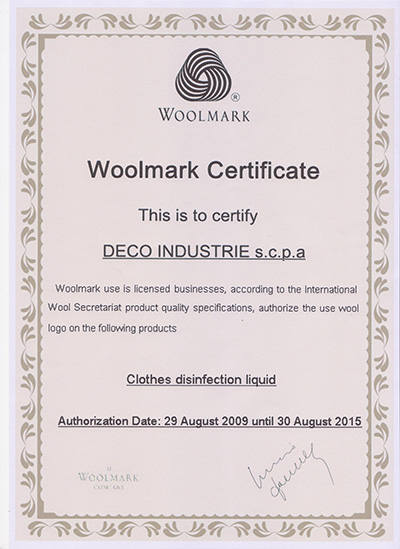 ®
WOOLMARK
Woolmark Certificate
This is to certify
DECO INDUSTRIE s.c.p.a
Woolmark use is licensed businesses, according to the International
Wool Secretariat product quality specifications, authorize the use wool
logo on the following products
Clothes disinfection liquid
Authorization Date: 29 August 2009 until 30 August 2015
WOOLMARK